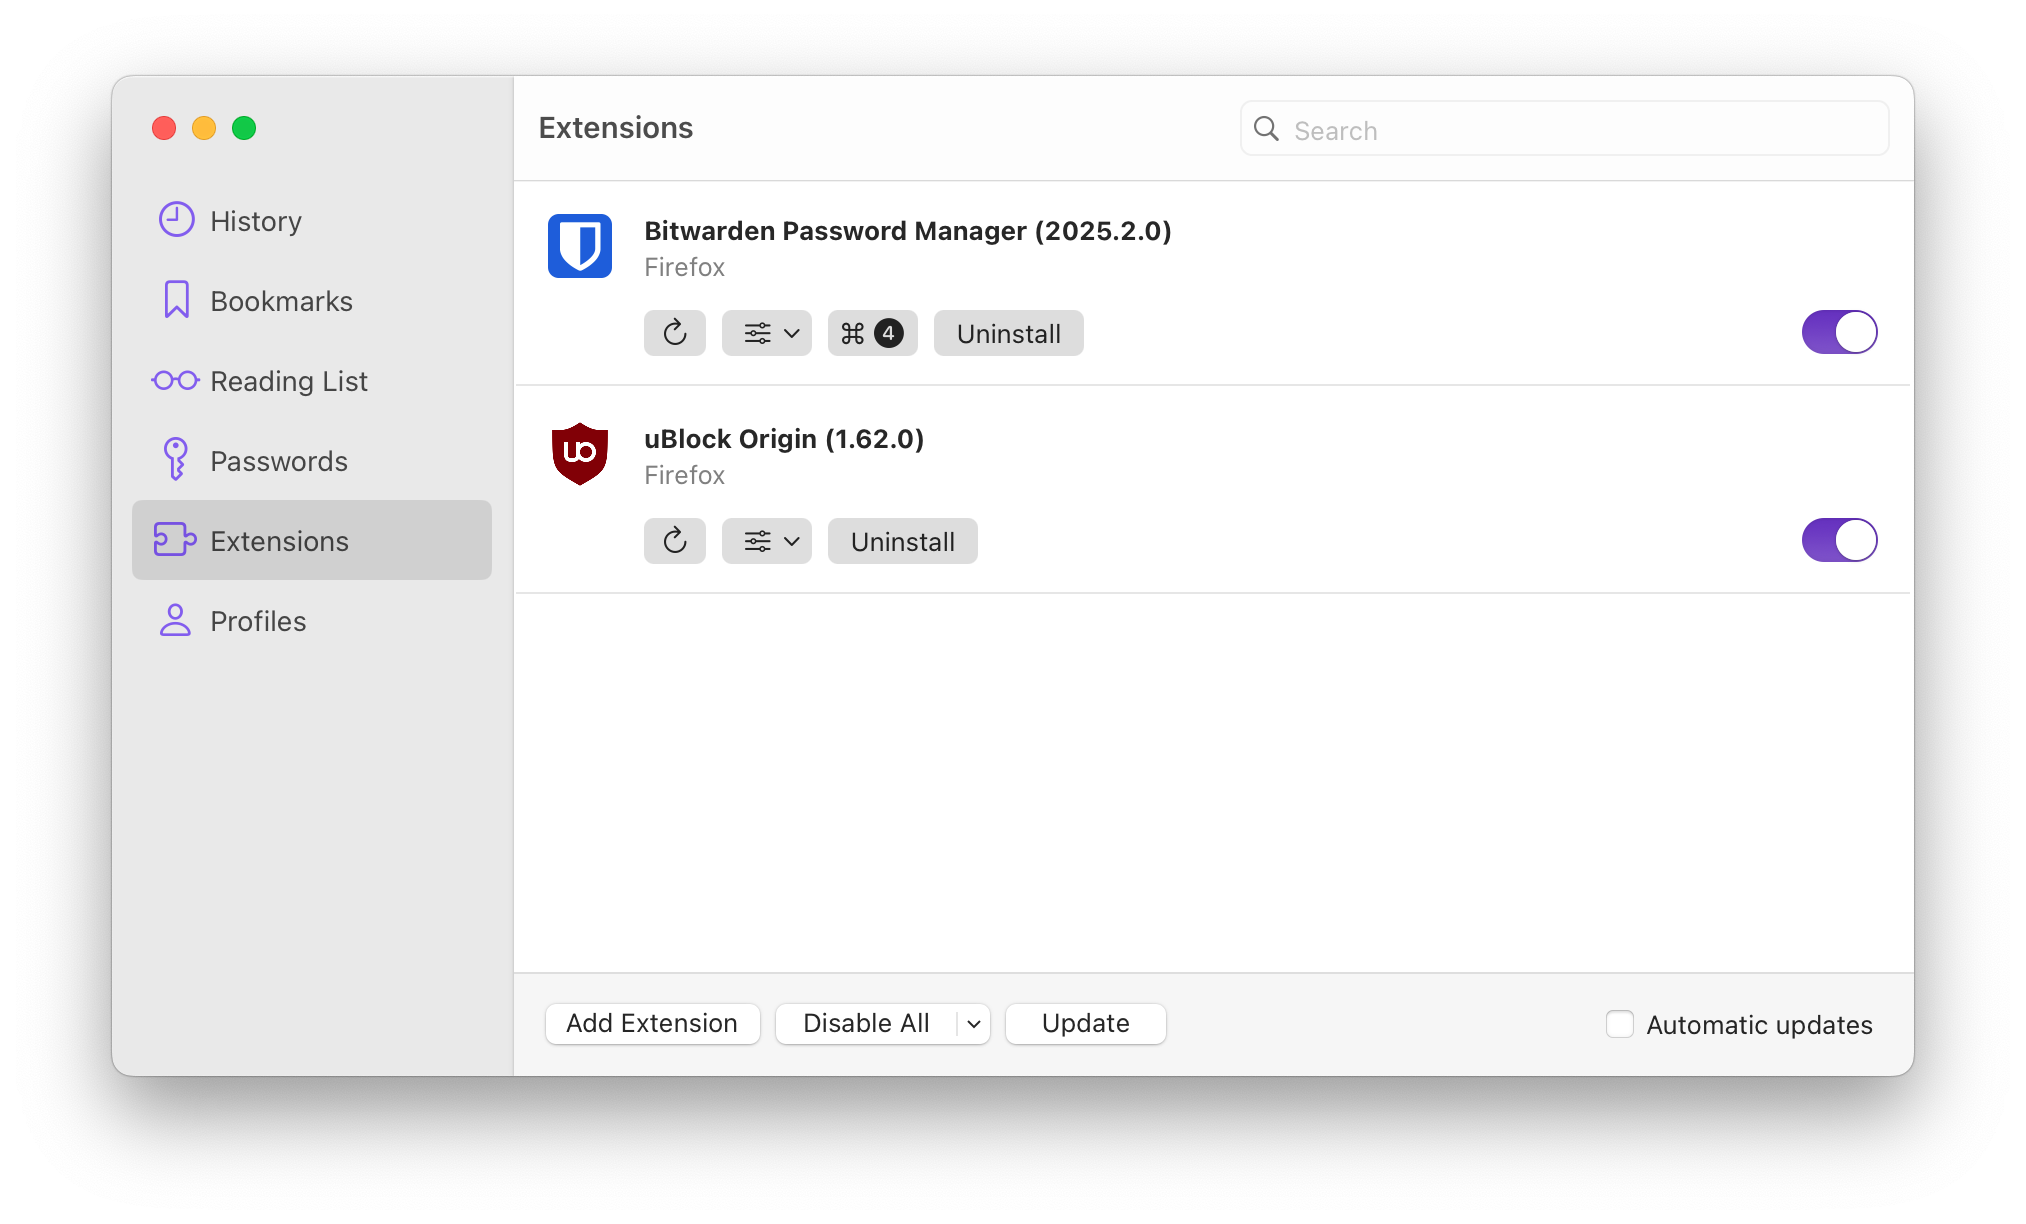 History
Bookmarks
Reading List
Passwords
Extensions
Profiles
Extensions
Search
Bitwarden Password Manager (2025.2.0)
Firefox
⌘ 4 Uninstall
uO
uBlock Origin (1.62.0)
Firefox
Uninstall
Add Extension Disable All Update Automatic updates